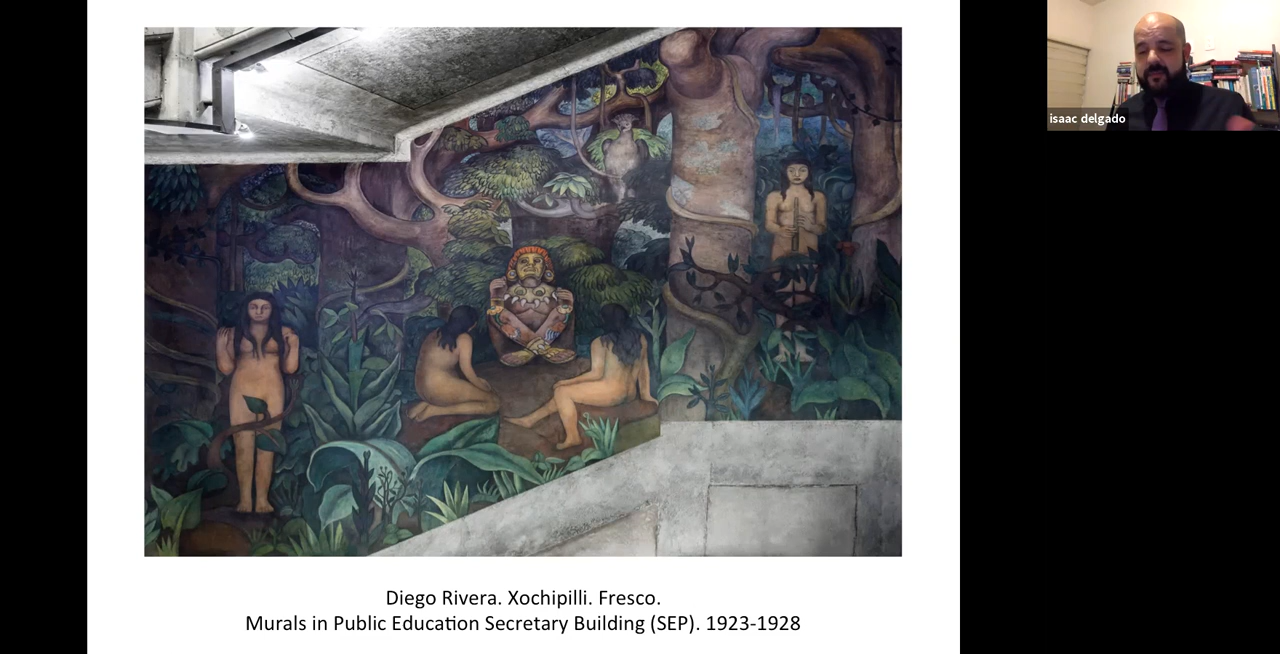 isaac delgado
Diego Rivera. Xochipilli. Fresco.
Murals in Public Education Secretary Building (SEP). 1923-1928